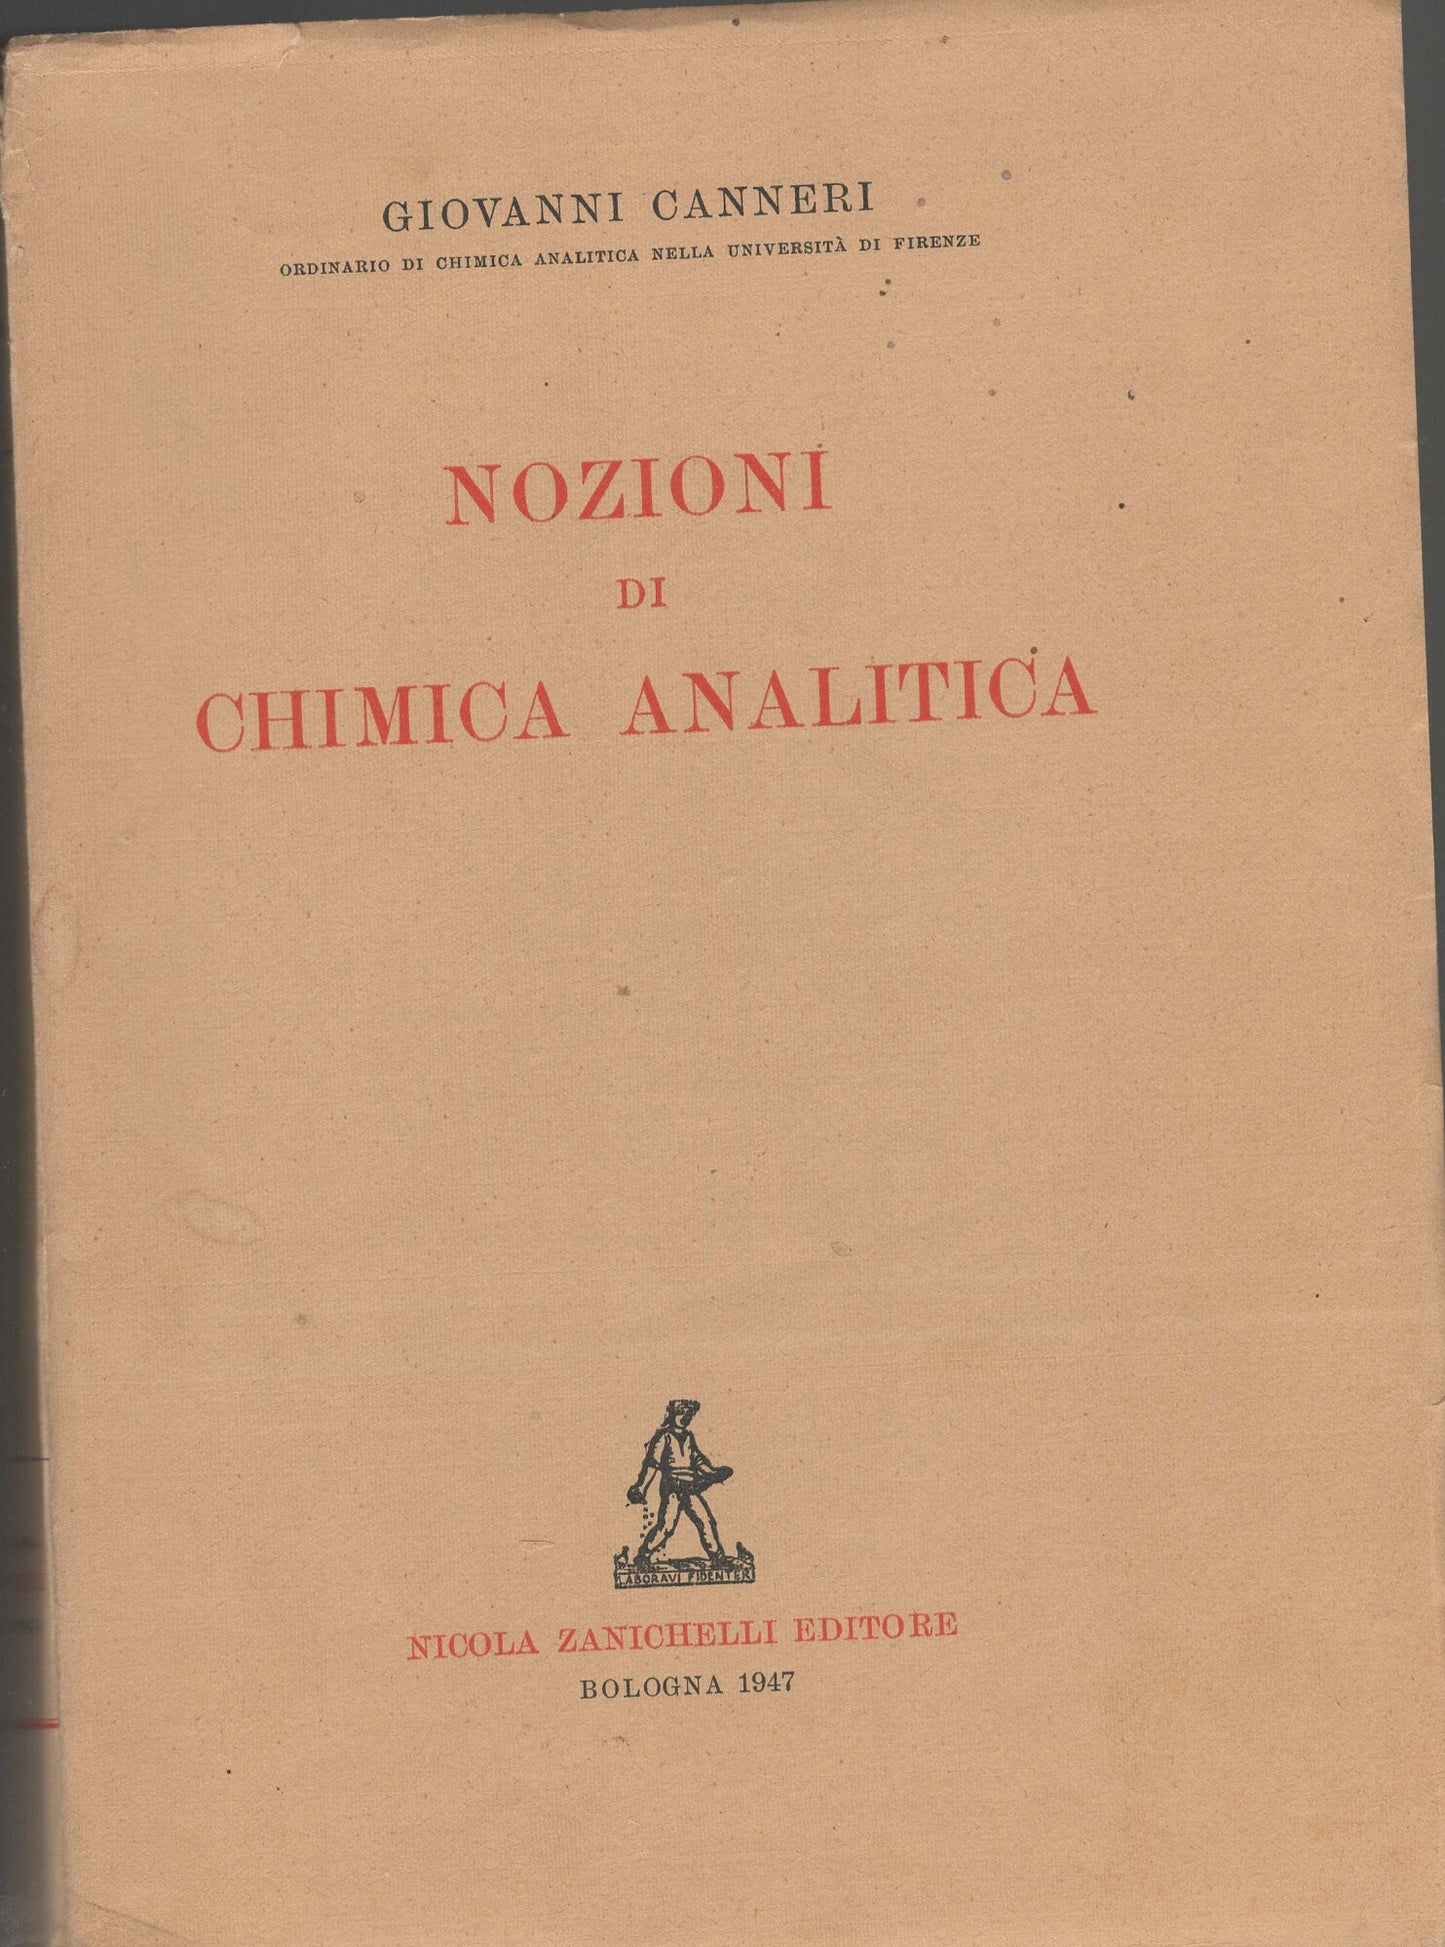 GIOVANNI CANNERI
ORDINARIO DI CHIMICA ANALITICA NELLA UNIVERSITÀ DI FIRENZE
NOZIONI
DI
CHIMICA ANALITICA
LABORAVI FIDENTER
NICOLA ZANICHELLI EDITORE
BOLOGNA 1947